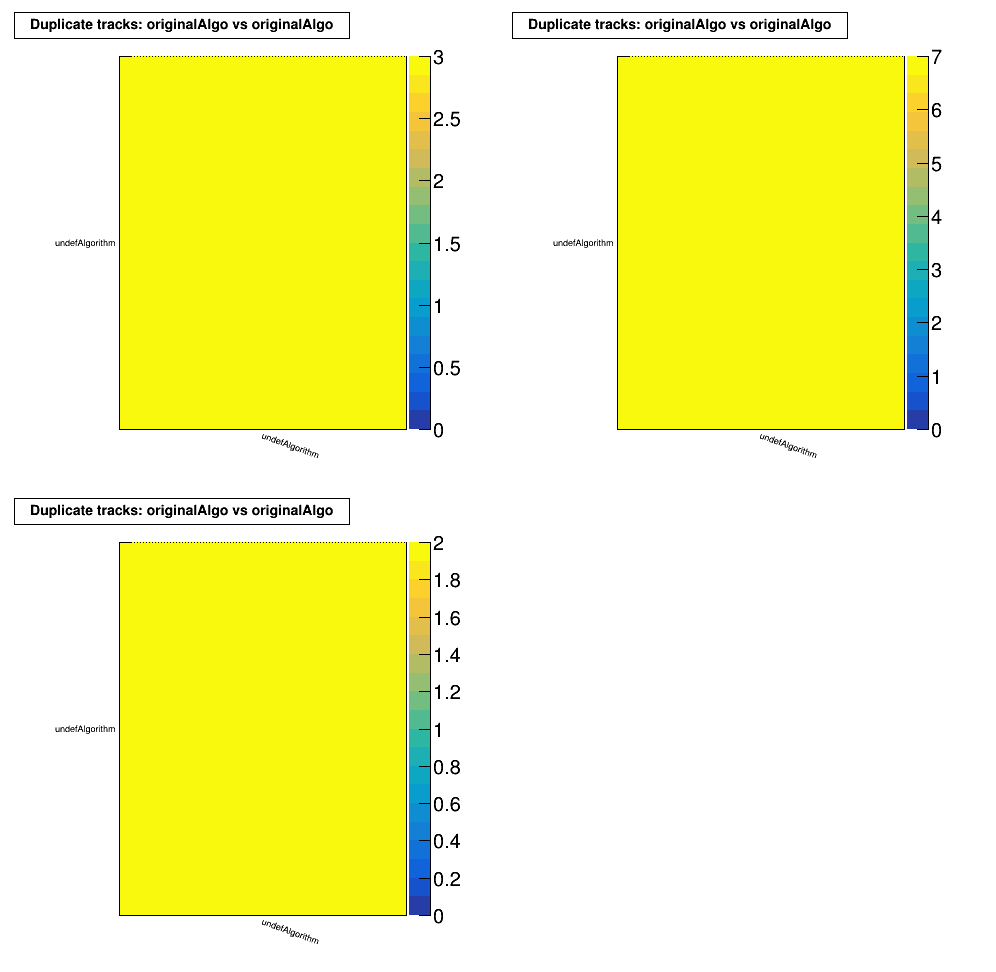 Duplicate tracks: originalAlgo vs originalAlgo
3
2.5
2
1.5
1
0.5
0
undefAlgorithm
undefAlgorithm
Duplicate tracks: originalAlgo vs originalAlgo
7
6
5
4
3
2
1
0
undefAlgorithm
undefAlgorithm
Duplicate tracks: originalAlgo vs originalAlgo
2
1.8
1.6
1.4
1.2
1
0.8
0.6
0.4
0.2
0
undefAlgorithm
undefAlgorithm